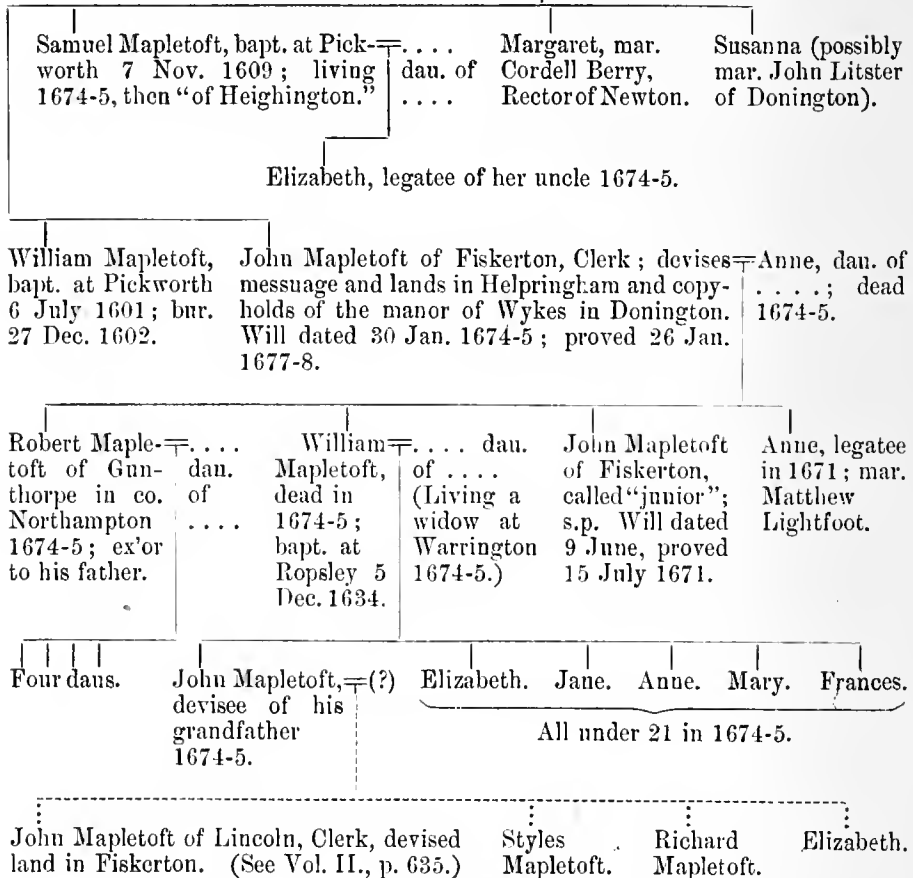 Samuel Mapletoft, bapt. at Pick-
worth 7 Nov. 1609 ; living
1674-5, then "of Heighington."
. . . .
dau. of
. . . .
Margaret, mar.
Cordell Berry,
Rector of Newton.
Susanna (possibly
mar. John Litster
of Donington).
Elizabeth, legatee of her uncle 1674-5.
William Mapletoft,
bapt. at Pickworth
6 July 1601 ; bur.
27 Dec. 1602.
John Mapletoft of Fiskerton, Clerk ; devises
messuage and lands in Helpringham and copy-
holds of the manor of Wykes in Donington.
Will dated 30 Jan. 1674-5 ; proved 26 Jan.
1677-8.
Anne, dau. of
. . . . ; dead
1674-5.
Robert Maple-
toft of Gun-
thorpe in co.
Northampton
1674-5 ; ex'or
to his father.
. . . .
dau.
of
. . . .
William
Mapletoft,
dead in
1674-5 ;
bapt. at
Ropsley 5
Dec. 1634.
. . . . dau.
of . . . .
(Living a
widow at
Warrington
1674-5.)
John Mapletoft
of Fiskerton,
called "junior" ;
s.p. Will dated
9 June, proved
15 July 1671.
Anne, legatee
in 1671 ; mar.
Matthew
Lightfoot.
Four daus.
John Mapletoft, (?)
devisee of his
grandfather
1674-5.
Elizabeth. Jane. Anne. Mary. Frances.
All under 21 in 1674-5.
John Mapletoft of Lincoln, Clerk, devised
land in Fiskerton. (See Vol. II., p. 635.)
Styles
Mapletoft.
Richard
Mapletoft.
Elizabeth.